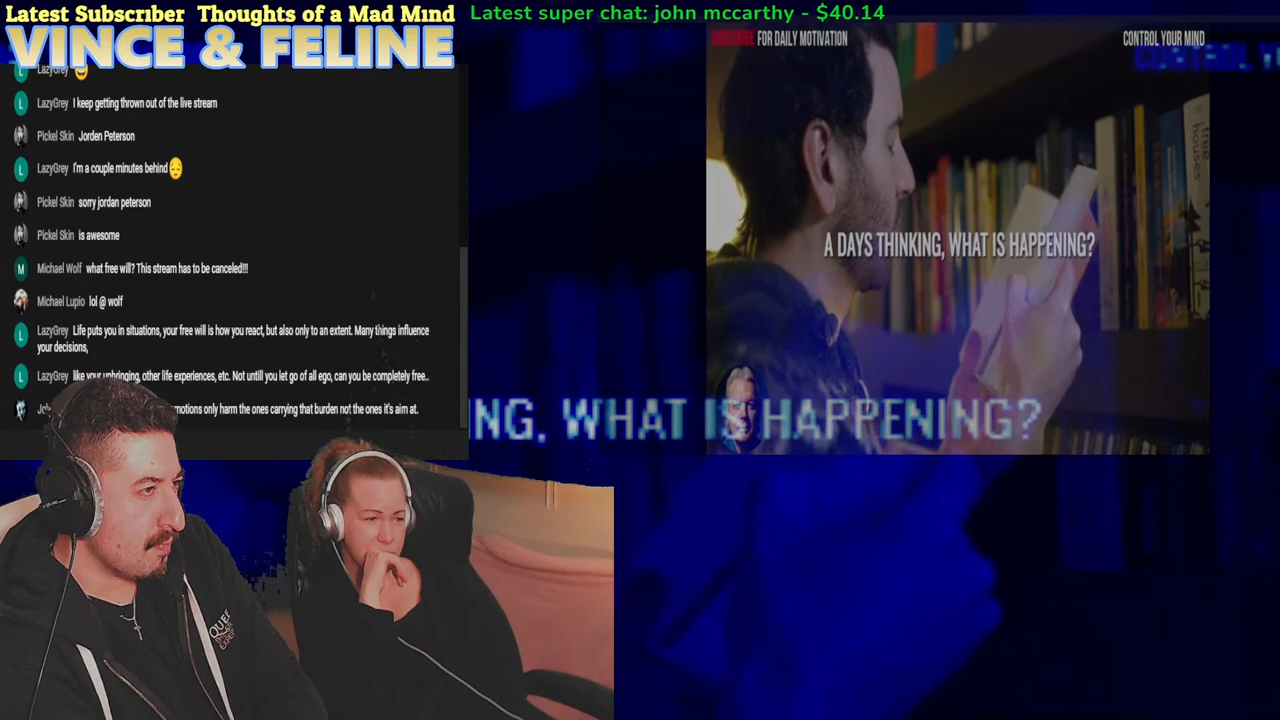 Latest Subscriber Thoughts of a Mad Mind
Latest super chat: john mccarthy - $40.14
VINCE & FELINE
LazyGrey
LazyGrey I keep getting thrown out of the live stream
Pickel Skin Jorden Peterson
LazyGrey I'm a couple minutes behind
Pickel Skin sorry jordan peterson
Pickel Skin is awesome
Michael Wolf what free will? This stream has to be canceled!!!
Michael Lupio lol @ wolf
LazyGrey Life puts you in situations, your free will is how you react, but also only to an extent. Many things influence
your decisions,
LazyGrey like your upbringing, other life experiences, etc. Not untill you let go of all ego, can you be completely free..
motions only harm the ones carrying that burden not the ones it's aim at.
SUBSCRIBE FOR DAILY MOTIVATION
CONTROL YOUR MIND
CONTROL
tree houses
A DAYS THINKING, WHAT IS HAPPENING?
NG, WHAT IS HAPPENING?